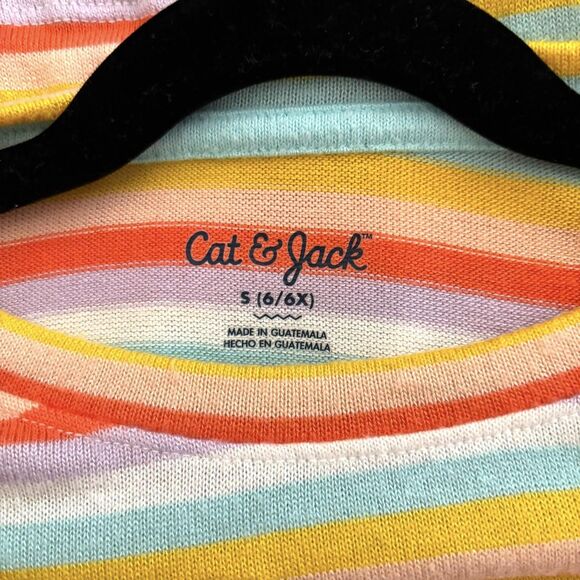 Cat & Jack™
S (6/6X)
MADE IN GUATEMALA
HECHO EN GUATEMALA